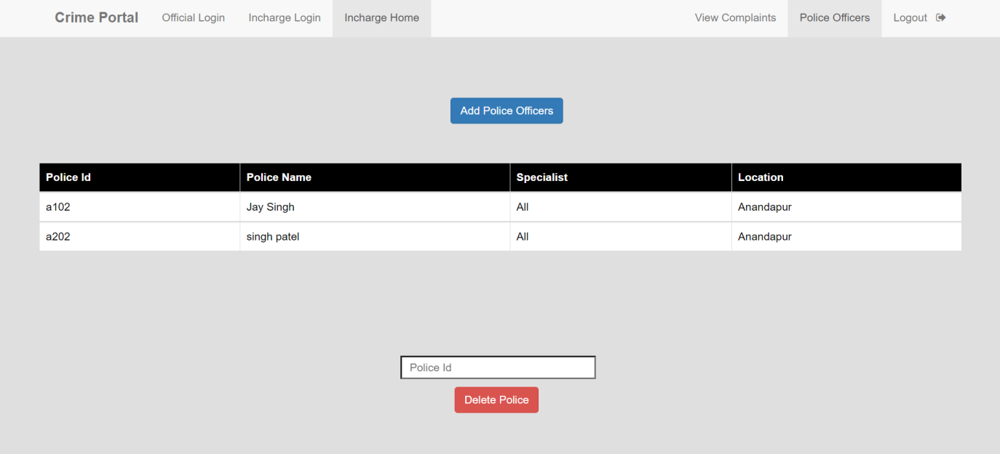 Crime Portal Official Login Incharge Login Incharge Home View Complaints Police Officers Logout
Add Police Officers
Police Id Police Name Specialist Location
a102 Jay Singh All Anandapur
a202 singh patel All Anandapur
Police Id
Delete Police